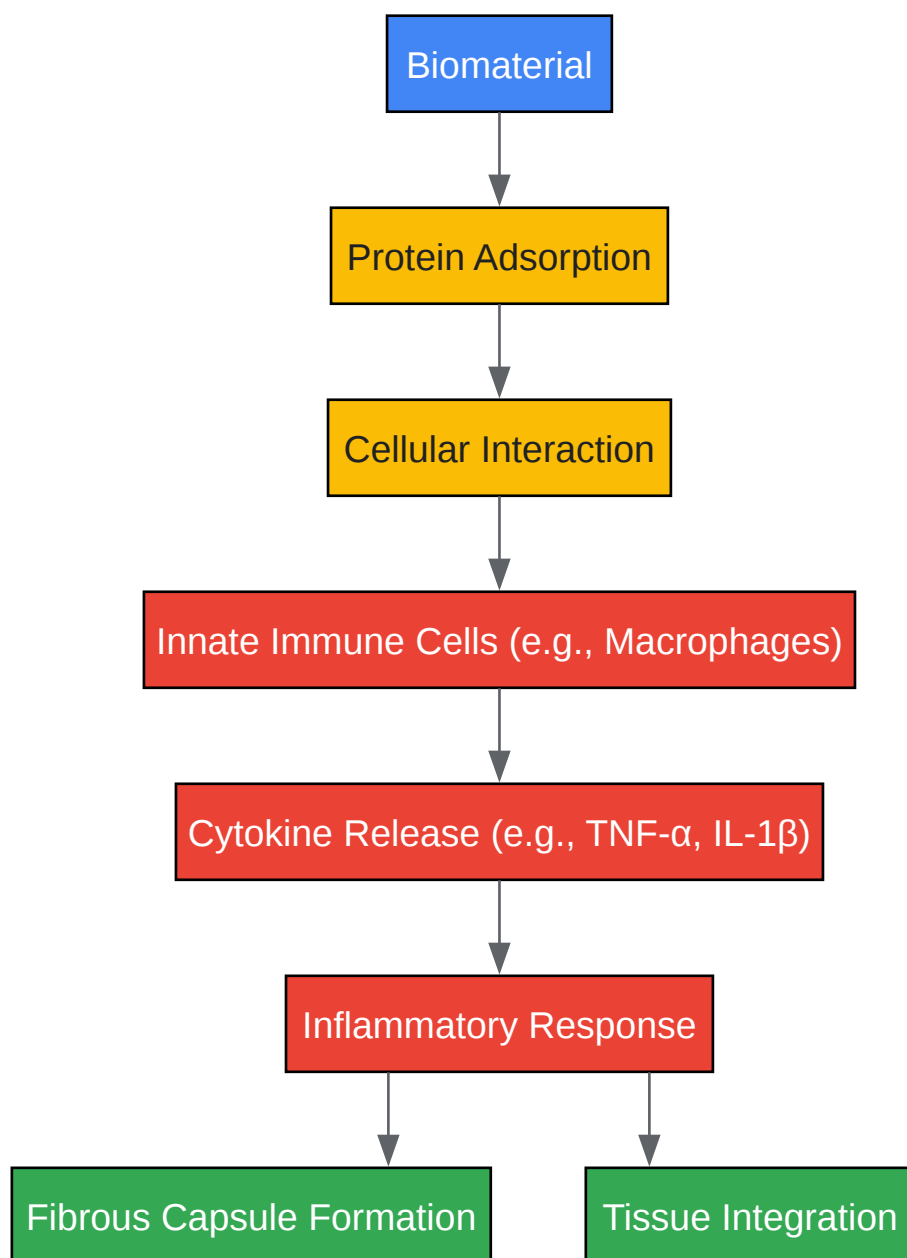 Biomaterial
Protein Adsorption
Cellular Interaction
Innate Immune Cells (e.g., Macrophages)
Cytokine Release (e.g., TNF-α, IL-1β)
Inflammatory Response
Fibrous Capsule Formation
Tissue Integration